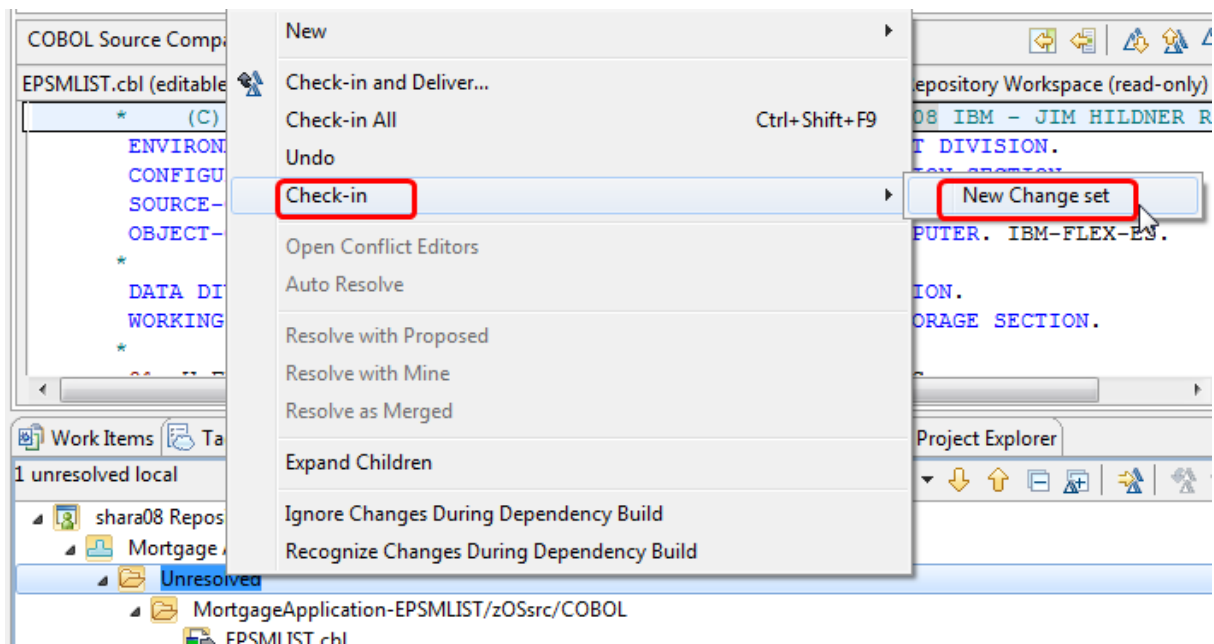 COBOL Source Compa
New
EPSMLIST.cbl (editable
Check-in and Deliver...
epository Workspace (read-only)
* (C)
Check-in All Ctrl+Shift+F9
08 IBM - JIM HILDNER R
ENVIRON
T DIVISION.
Undo
CONFIGU
Check-in
New Change set
SOURCE-
OBJECT-
PUTER. IBM-FLEX-ES.
*
Open Conflict Editors
Auto Resolve
DATA DI
ION.
WORKING
ORAGE SECTION.
*
Resolve with Proposed
Resolve with Mine
Resolve as Merged
Work Items
Ta
Project Explorer
Expand Children
1 unresolved local
Ignore Changes During Dependency Build
shara08 Repos
Recognize Changes During Dependency Build
Mortgage
Unresolved
MortgageApplication-EPSMLIST/zOSsrc/COBOL
EPSMLIST.cbl